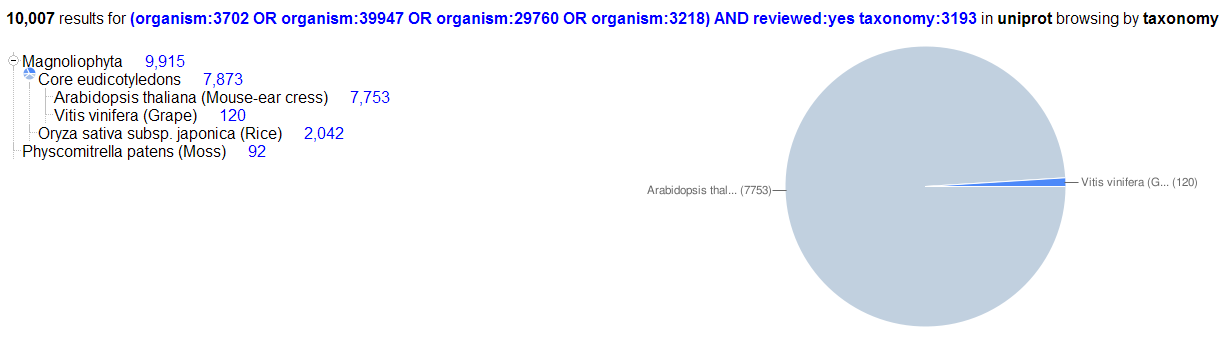 10,007 results for (organism:3702 OR organism:39947 OR organism:29760 OR organism:3218) AND reviewed:yes taxonomy:3193 in uniprot browsing by taxonomy
Magnoliophyta 9,915
Core eudicotyledons 7,873
Arabidopsis thaliana (Mouse-ear cress) 7,753
Vitis vinifera (Grape) 120
Oryza sativa subsp. japonica (Rice) 2,042
Physcomitrella patens (Moss) 92
Arabidopsis thal... (7753)
Vitis vinifera (G... (120)